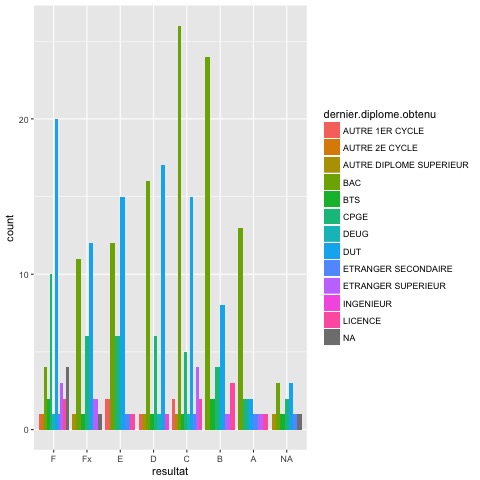 20
10
0
count
F Fx E D C B A NA
resultat
dernier.diplome.obtenu
AUTRE 1ER CYCLE
AUTRE 2E CYCLE
AUTRE DIPLOME SUPERIEUR
BAC
BTS
CPGE
DEUG
DUT
ETRANGER SECONDAIRE
ETRANGER SUPERIEUR
INGENIEUR
LICENCE
NA